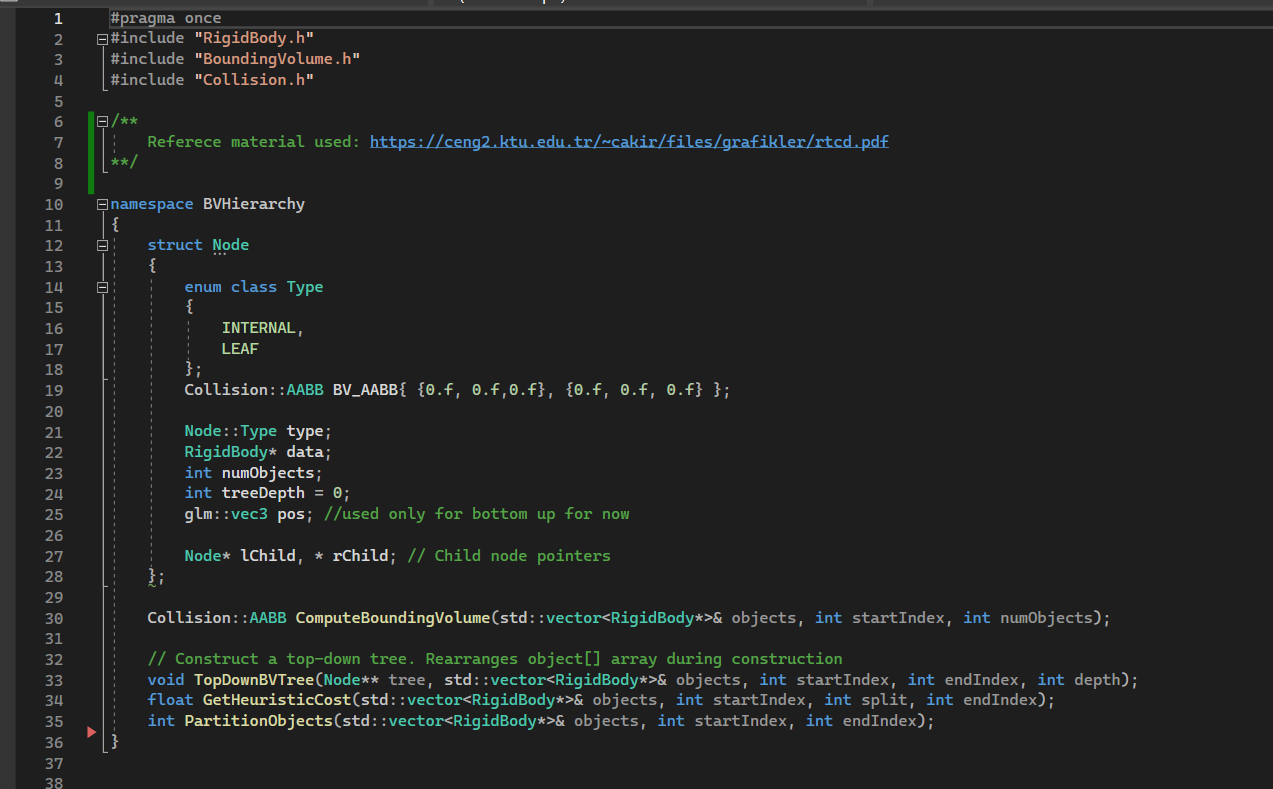 1 #pragma once
2 #include "RigidBody.h"
3 #include "BoundingVolume.h"
4 #include "Collision.h"
5
6 /**
7     Referece material used: https://ceng2.ktu.edu.tr/~cakir/files/grafikler/rtcd.pdf
8 **/
9
10 namespace BVHierarchy
11 {
12     struct Node
13     {
14         enum class Type
15         {
16             INTERNAL,
17             LEAF
18         };
19         Collision::AABB BV_AABB{ {0.f, 0.f,0.f}, {0.f, 0.f, 0.f} };
20
21         Node::Type type;
22         RigidBody* data;
23         int numObjects;
24         int treeDepth = 0;
25         glm::vec3 pos; //used only for bottom up for now
26
27         Node* lChild, * rChild; // Child node pointers
28     };
29
30     Collision::AABB ComputeBoundingVolume(std::vector<RigidBody*>& objects, int startIndex, int numObjects);
31
32     // Construct a top-down tree. Rearranges object[] array during construction
33     void TopDownBVTree(Node** tree, std::vector<RigidBody*>& objects, int startIndex, int endIndex, int depth);
34     float GetHeuristicCost(std::vector<RigidBody*>& objects, int startIndex, int split, int endIndex);
35     int PartitionObjects(std::vector<RigidBody*>& objects, int startIndex, int endIndex);
36 }
37
38